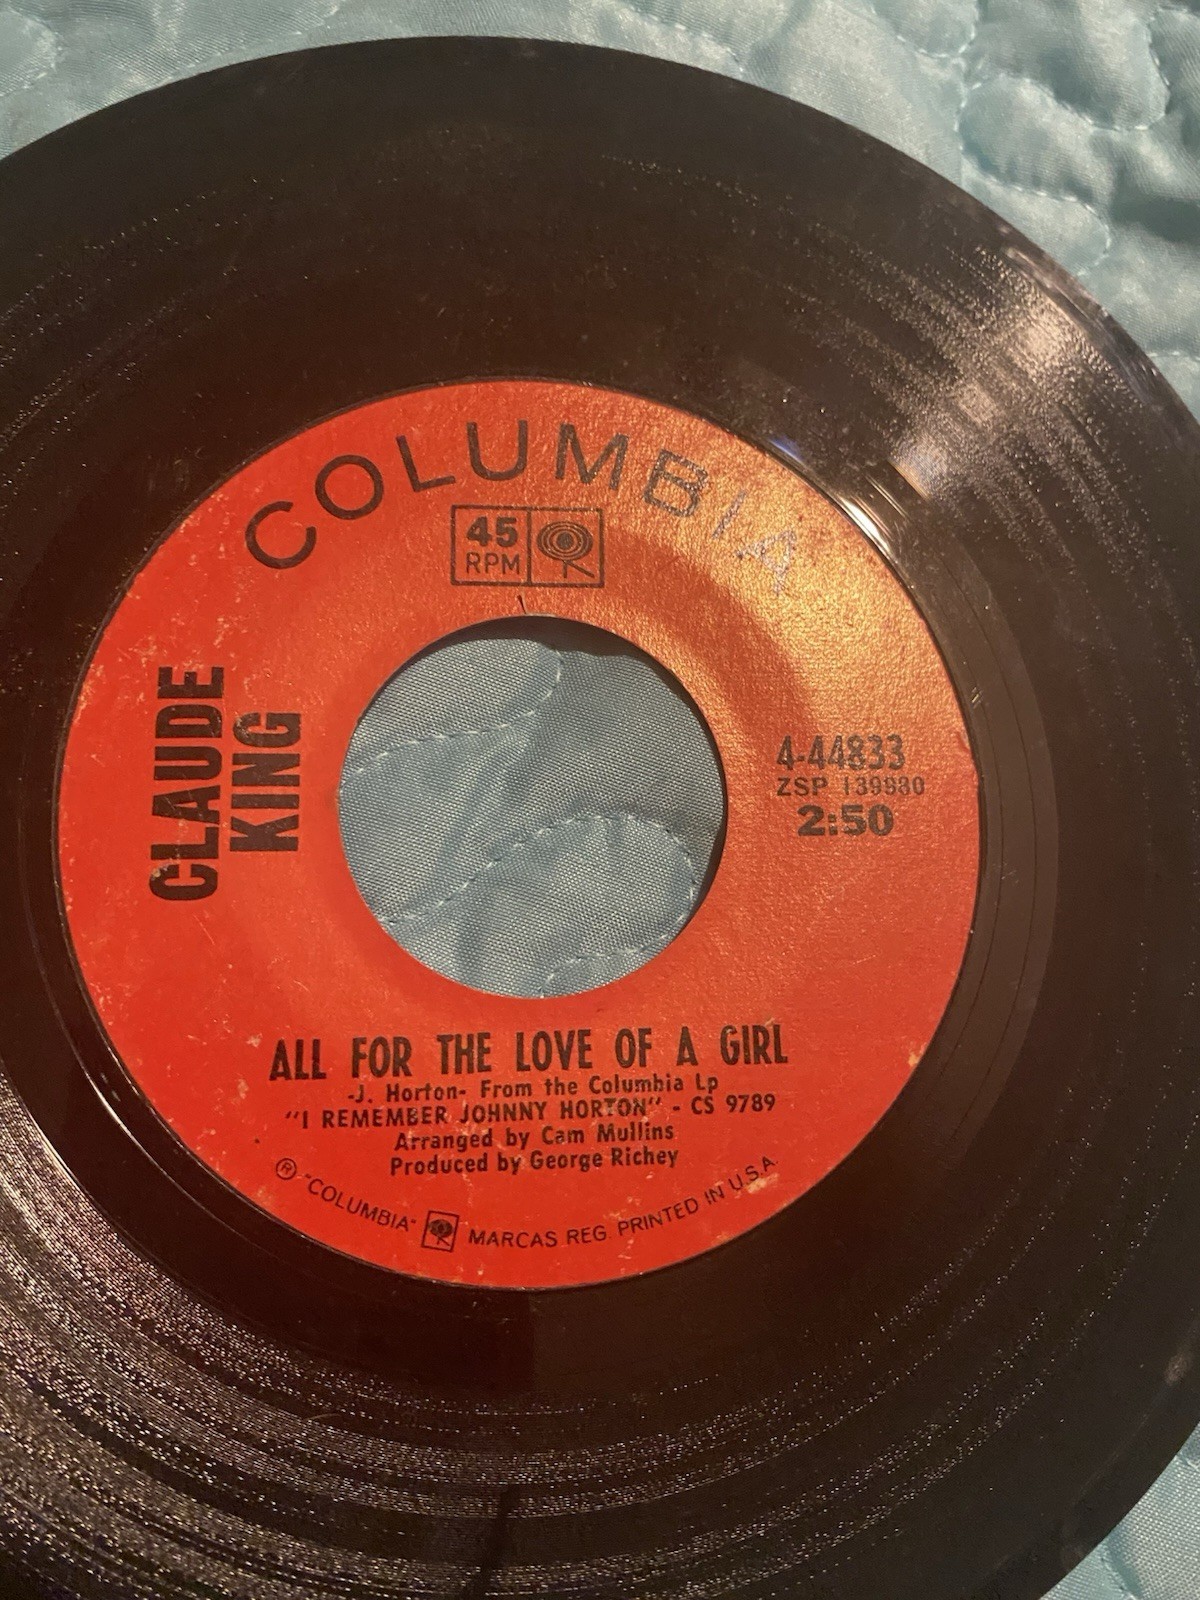 COLUMBIA
45
RPM
CLAUDE
KING
4-44833
ZSP 139980
2:50
ALL FOR THE LOVE OF A GIRL
-J. Horton- From the Columbia Lp
"I REMEMBER JOHNNY HORTON" - CS 9789
Arranged by Cam Mullins
Produced by George Richey
® "COLUMBIA" MARCAS REG. PRINTED IN U.S.A.